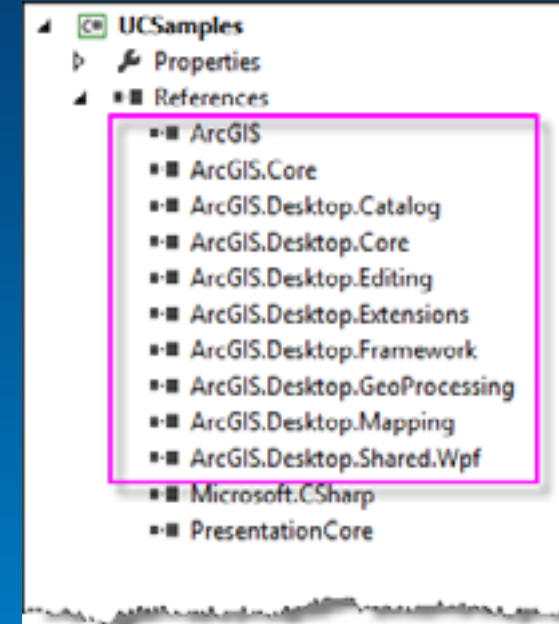 C# UCSamples
Properties
References
ArcGIS
ArcGIS.Core
ArcGIS.Desktop.Catalog
ArcGIS.Desktop.Core
ArcGIS.Desktop.Editing
ArcGIS.Desktop.Extensions
ArcGIS.Desktop.Framework
ArcGIS.Desktop.GeoProcessing
ArcGIS.Desktop.Mapping
ArcGIS.Desktop.Shared.Wpf
Microsoft.CSharp
PresentationCore